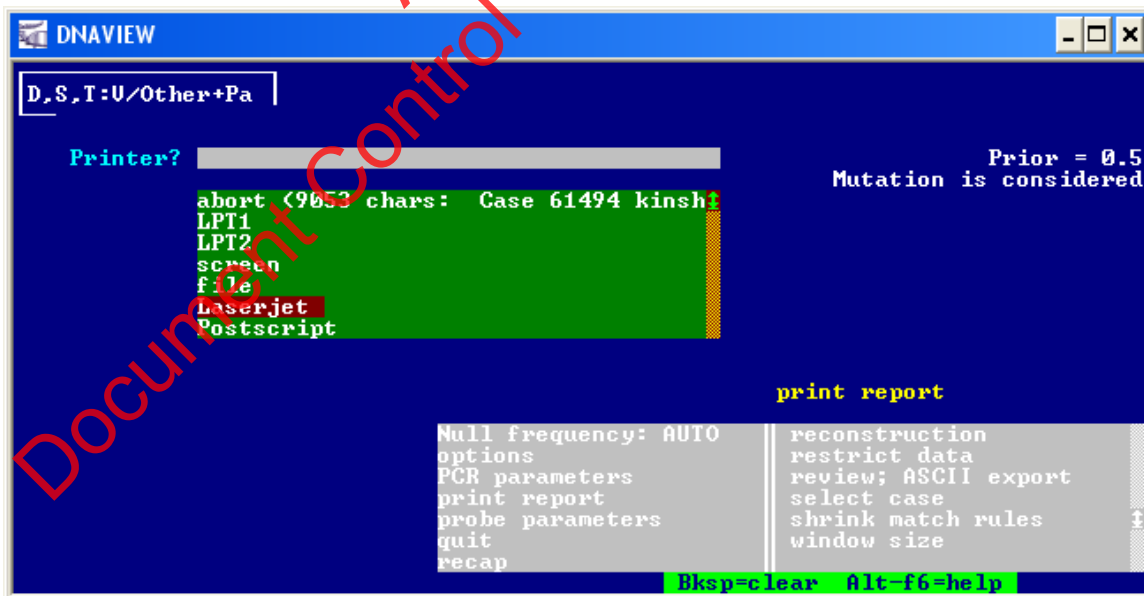 DNAVIEW
D,S,T:V/Other+Pa
Printer?
Prior = 0.5
Mutation is considered
abort (9053 chars:  Case 61494 kinsh
LPT1
LPT2
screen
file
Laserjet
Postscript
print report
Null frequency: AUTO
options
PCR parameters
print report
probe parameters
quit
recap
reconstruction
restrict data
review; ASCII export
select case
shrink match rules
window size
Bksp=clear  Alt-f6=help
Document Control